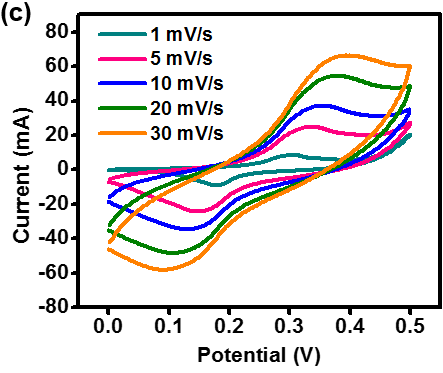 (c)
80
60
40
20
0
-20
-40
-60
-80
Current (mA)
1 mV/s
5 mV/s
10 mV/s
20 mV/s
30 mV/s
0.0 0.1 0.2 0.3 0.4 0.5
Potential (V)